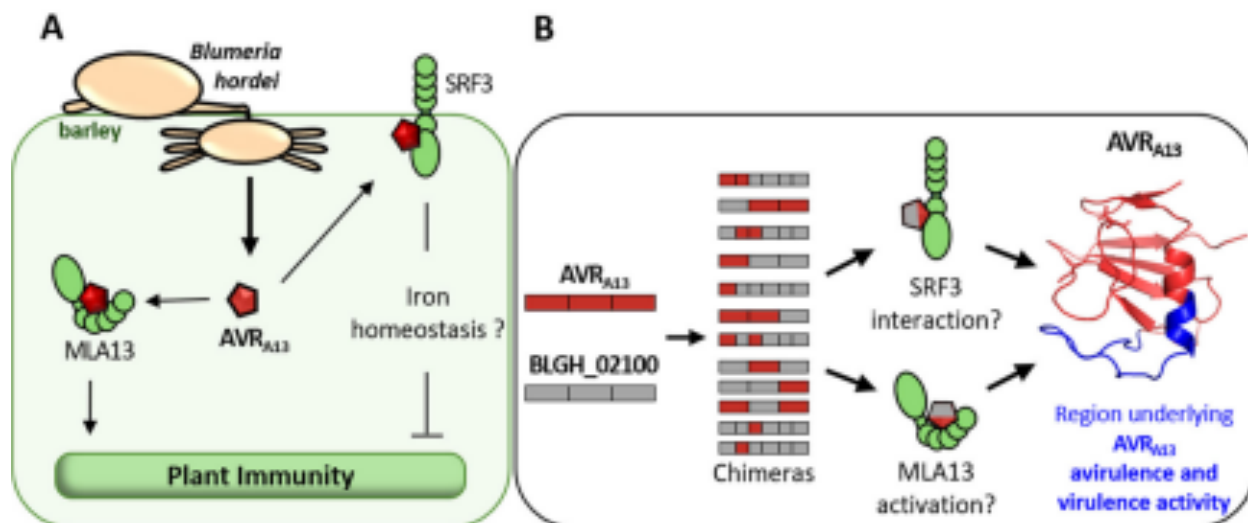 A
Blumeria
hordei
SRF3
barley
MLA13
AVRA13
Iron
homeostasis ?
Plant Immunity
B
AVRA13
BLGH_02100
Chimeras
SRF3
interaction?
MLA13
activation?
AVRA13
Region underlying
AVRA13
avirulence and
virulence activity